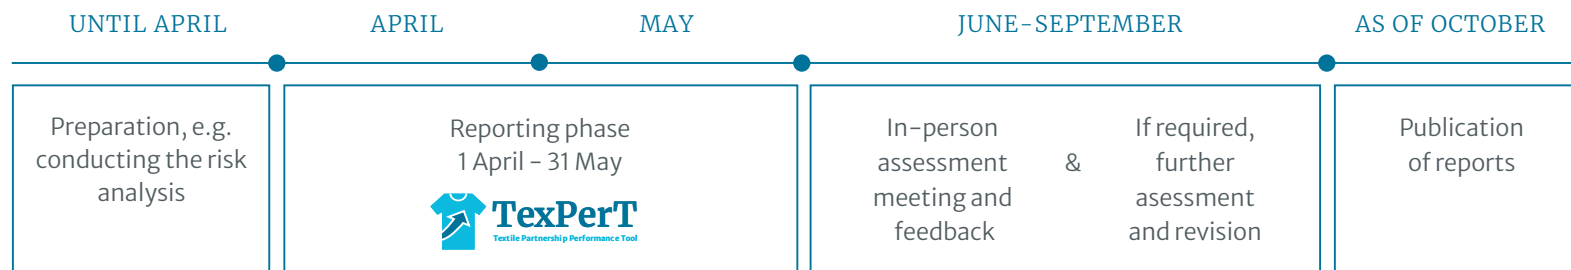 UNTIL APRIL
APRIL
MAY
JUNE–SEPTEMBER
AS OF OCTOBER
Preparation, e.g.
conducting the risk
analysis
Reporting phase
1 April – 31 May
TexPerT
Textile Partnership Performance Tool
In-person
assessment
meeting and
feedback
&
If required,
further
asessment
and revision
Publication
of reports